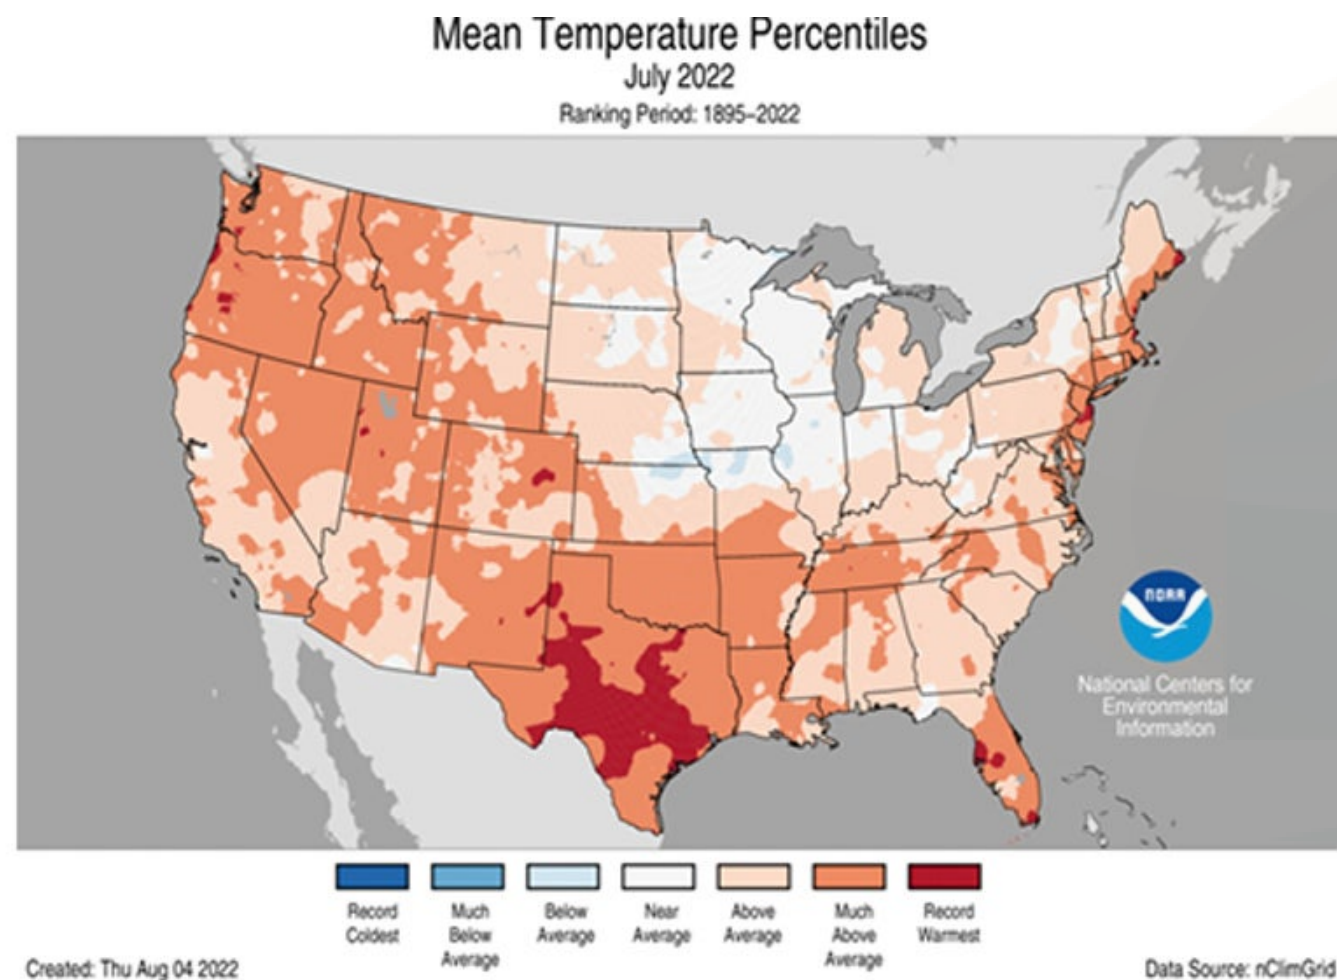 Mean Temperature Percentiles
July 2022
Ranking Period: 1895–2022
NOAA
National Centers for
Environmental
Information
Record
Coldest
Much
Below
Average
Below
Average
Near
Average
Above
Average
Much
Above
Average
Record
Warmest
Created: Thu Aug 04 2022
Data Source: nClimGrid